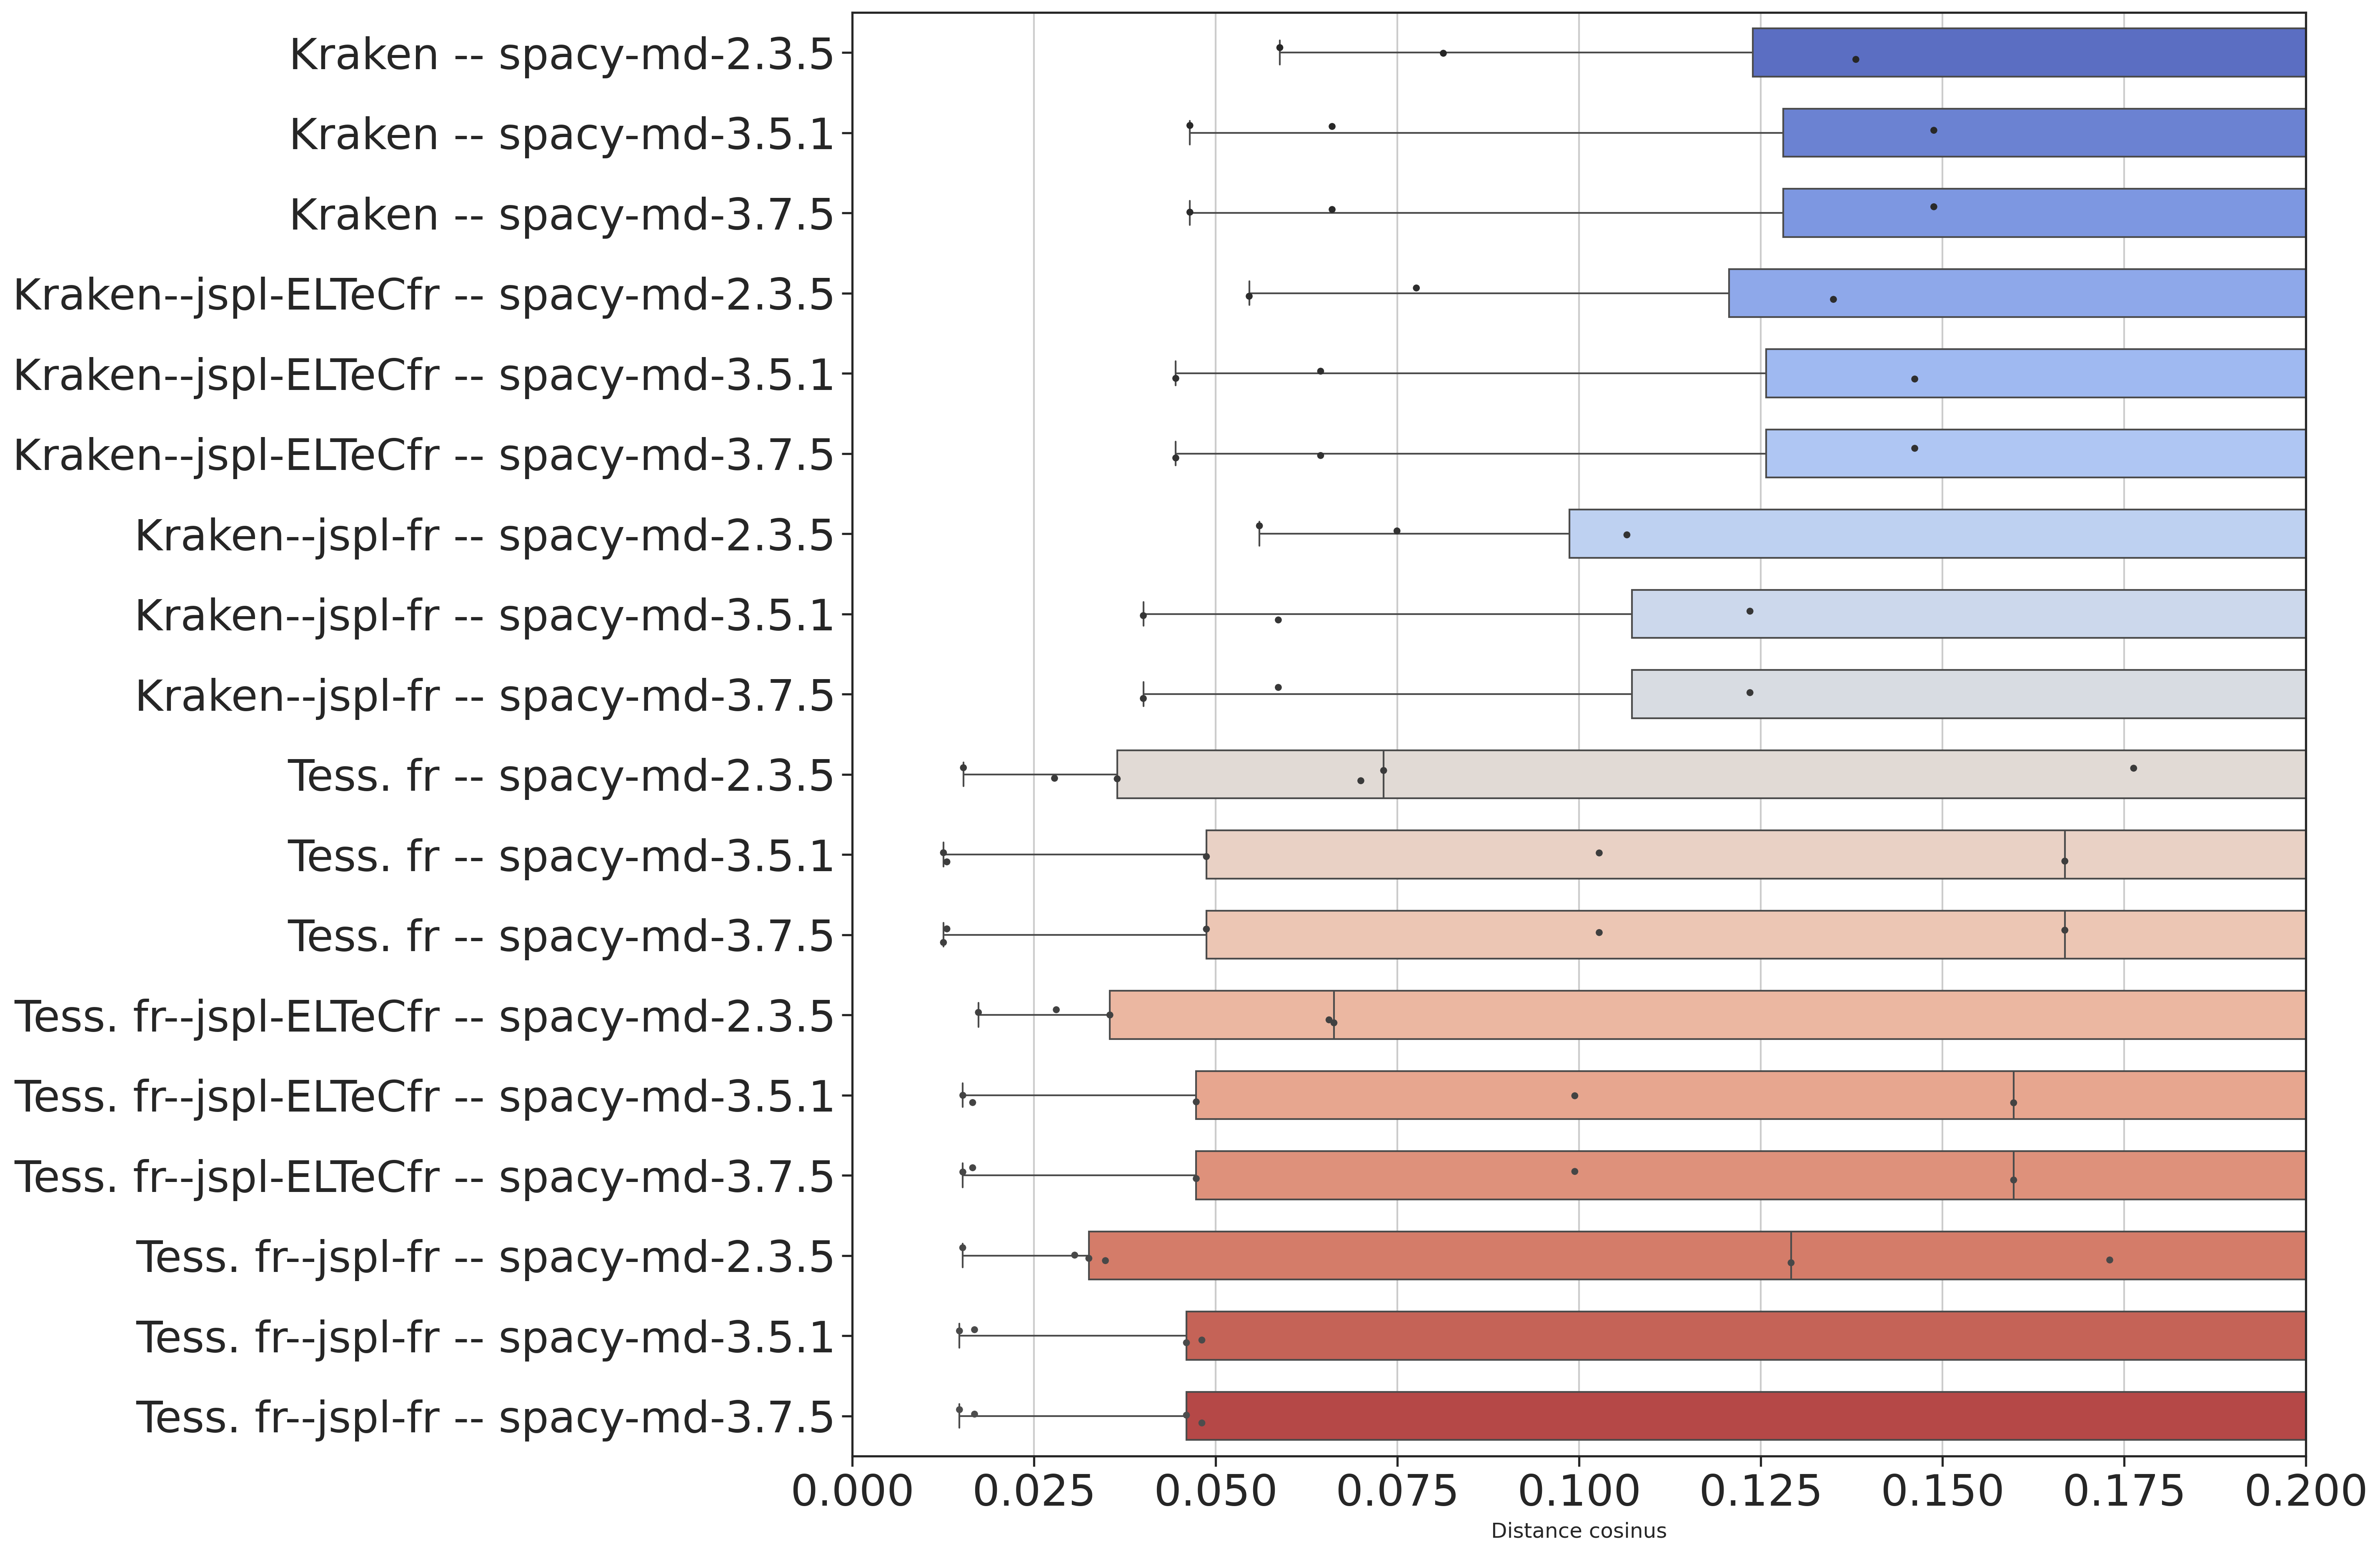 Kraken -- spacy-md-2.3.5
Kraken -- spacy-md-3.5.1
Kraken -- spacy-md-3.7.5
Kraken--jspl-ELTeCfr -- spacy-md-2.3.5
Kraken--jspl-ELTeCfr -- spacy-md-3.5.1
Kraken--jspl-ELTeCfr -- spacy-md-3.7.5
Kraken--jspl-fr -- spacy-md-2.3.5
Kraken--jspl-fr -- spacy-md-3.5.1
Kraken--jspl-fr -- spacy-md-3.7.5
Tess. fr -- spacy-md-2.3.5
Tess. fr -- spacy-md-3.5.1
Tess. fr -- spacy-md-3.7.5
Tess. fr--jspl-ELTeCfr -- spacy-md-2.3.5
Tess. fr--jspl-ELTeCfr -- spacy-md-3.5.1
Tess. fr--jspl-ELTeCfr -- spacy-md-3.7.5
Tess. fr--jspl-fr -- spacy-md-2.3.5
Tess. fr--jspl-fr -- spacy-md-3.5.1
Tess. fr--jspl-fr -- spacy-md-3.7.5
0.000 0.025 0.050 0.075 0.100 0.125 0.150 0.175 0.200
Distance cosinus